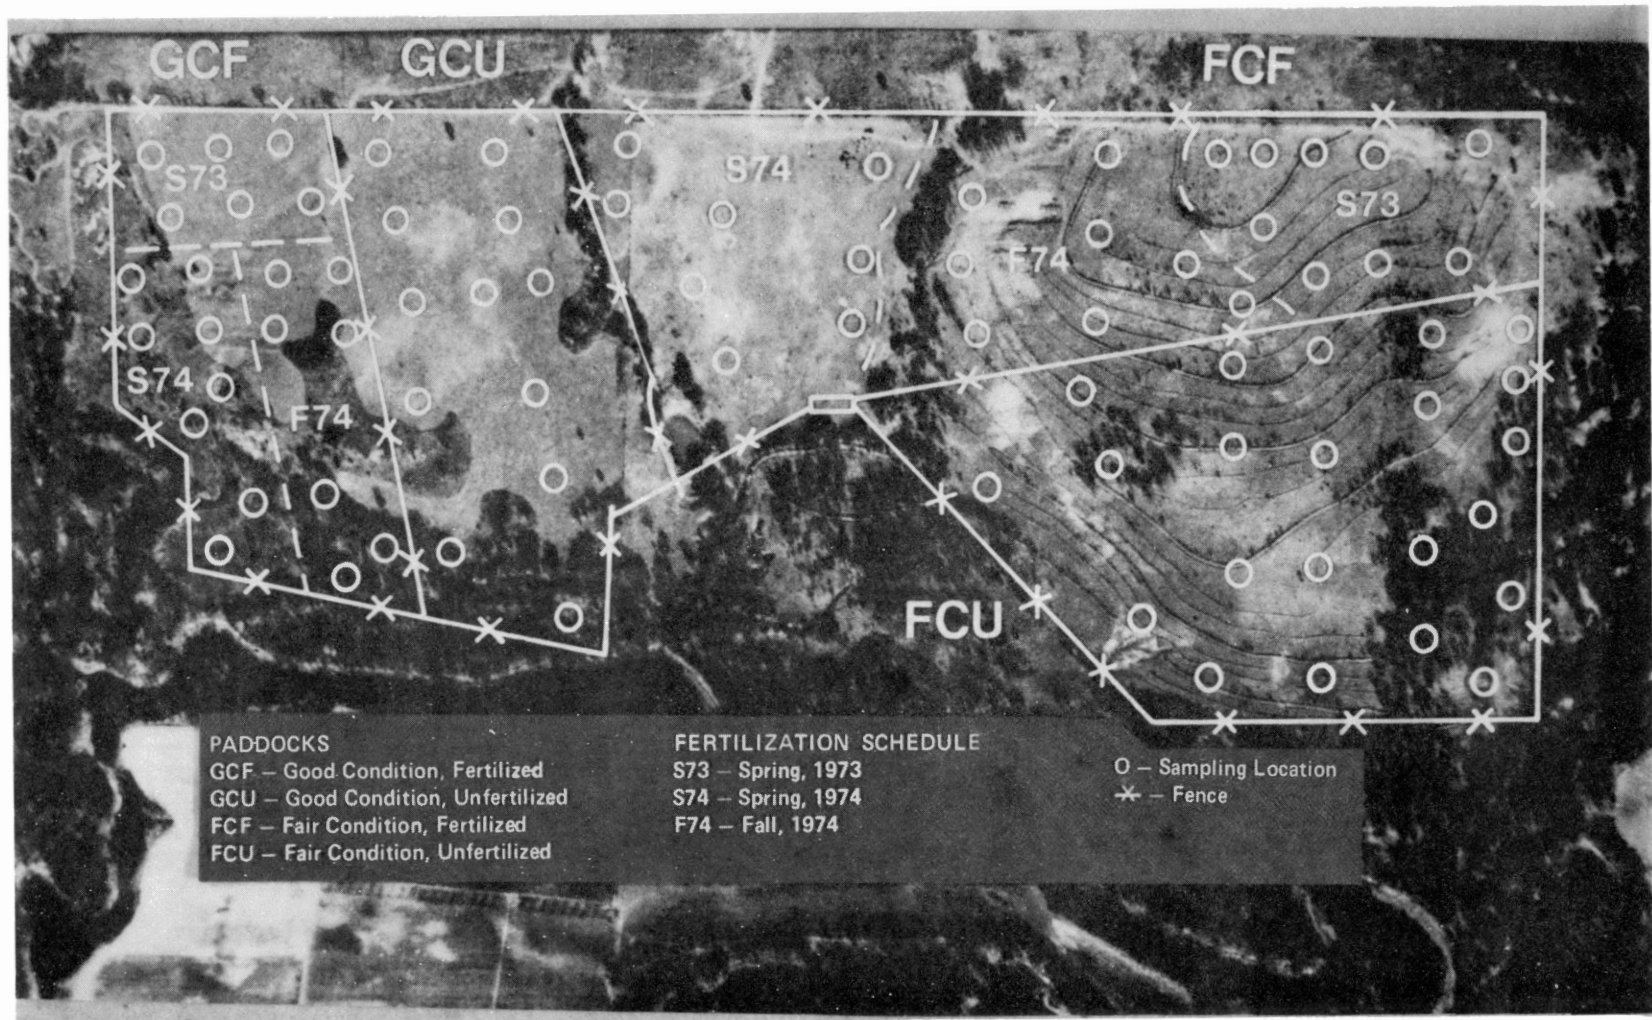 GCF GCU FCF
S73 S74 S73
F74
S74 F74
FCU
PADDOCKS
GCF – Good Condition, Fertilized
GCU – Good Condition, Unfertilized
FCF – Fair Condition, Fertilized
FCU – Fair Condition, Unfertilized
FERTILIZATION SCHEDULE
S73 – Spring, 1973
S74 – Spring, 1974
F74 – Fall, 1974
O – Sampling Location
X – Fence